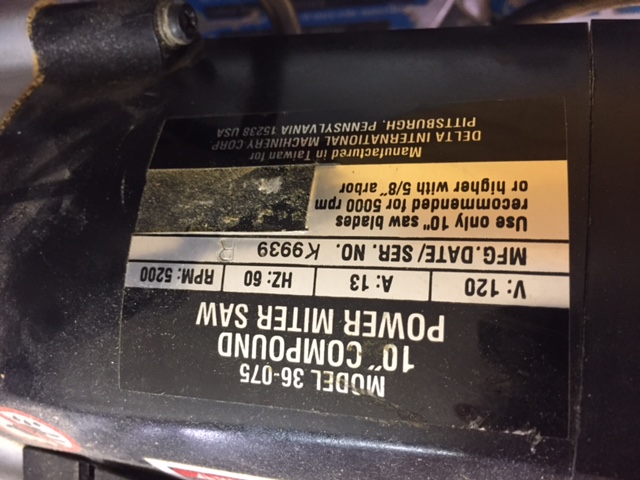 MODEL 36-075
10" COMPOUND
POWER MITER SAW
V: 120 A: 13 HZ: 60 RPM: 5200
MFG.DATE/SER. NO. K9939 R
Use only 10" saw blades
recommended for 5000 rpm
or higher with 5/8" arbor
Manufactured in Taiwan for
DELTA INTERNATIONAL MACHINERY CORP.
PITTSBURGH, PENNSYLVANIA 15238 USA